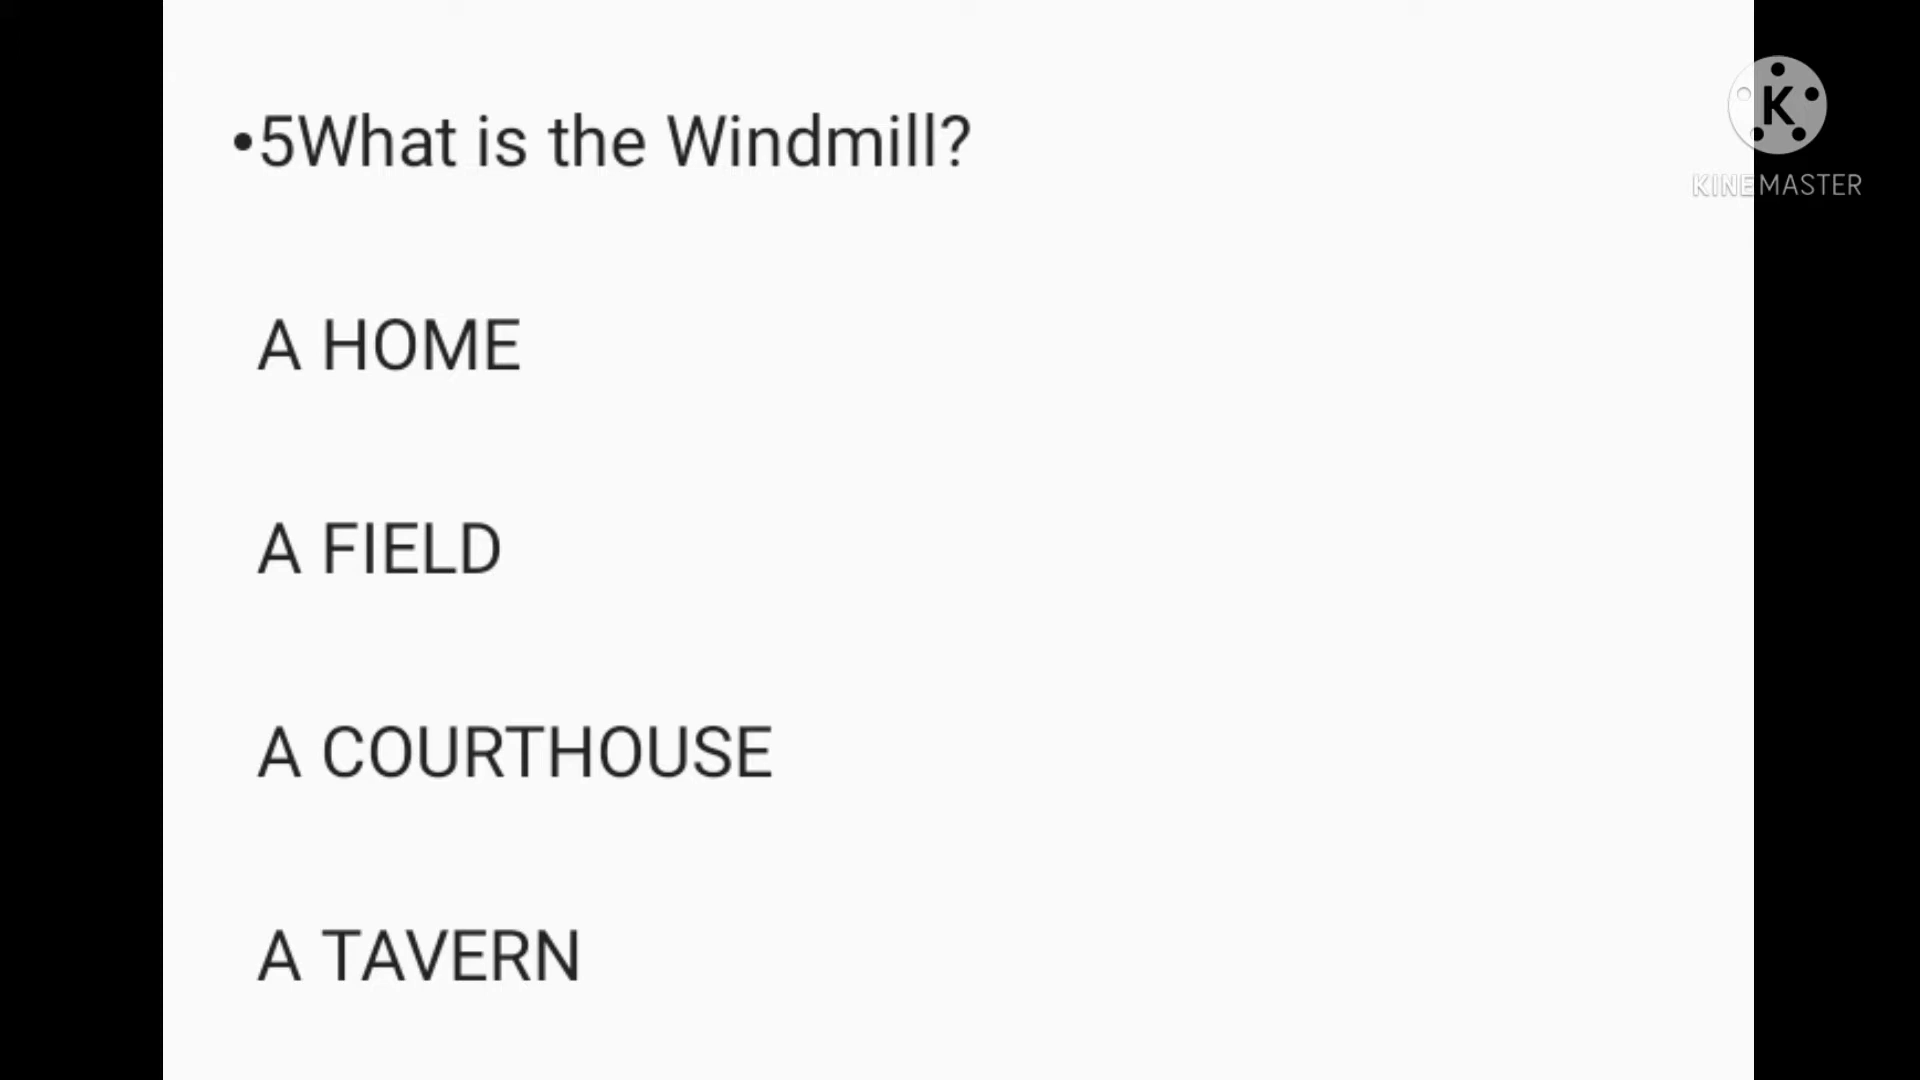 •5What is the Windmill?
K
KINEMASTER
A HOME
A FIELD
A COURTHOUSE
A TAVERN